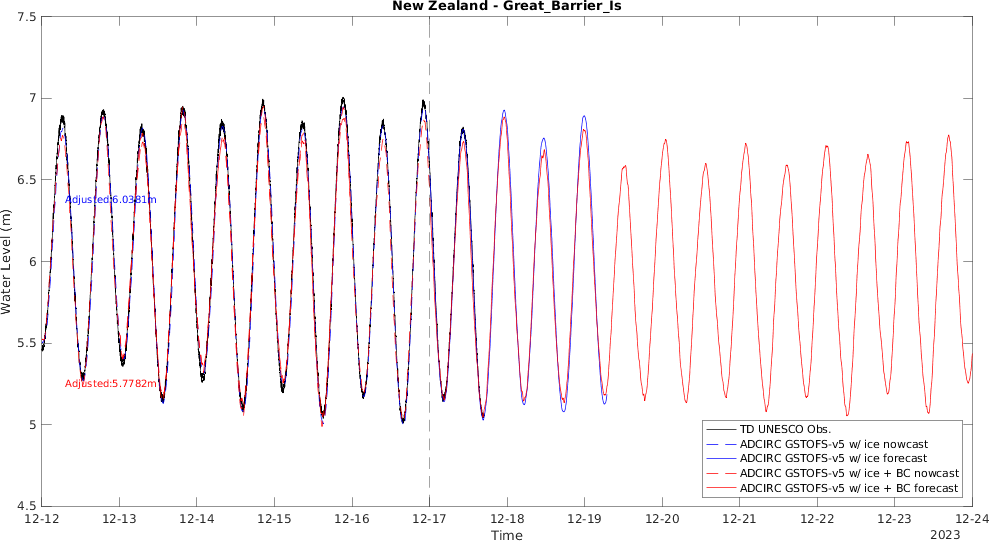 New Zealand - Great_Barrier_Is
7.5
7
6.5
6
5.5
5
4.5
Water Level (m)
Adjusted:6.0381m
Adjusted:5.7782m
TD UNESCO Obs.
ADCIRC GSTOFS-v5 w/ ice nowcast
ADCIRC GSTOFS-v5 w/ ice forecast
ADCIRC GSTOFS-v5 w/ ice + BC nowcast
ADCIRC GSTOFS-v5 w/ ice + BC forecast
12-12 12-13 12-14 12-15 12-16 12-17 12-18 12-19 12-20 12-21 12-22 12-23 12-24
Time
2023